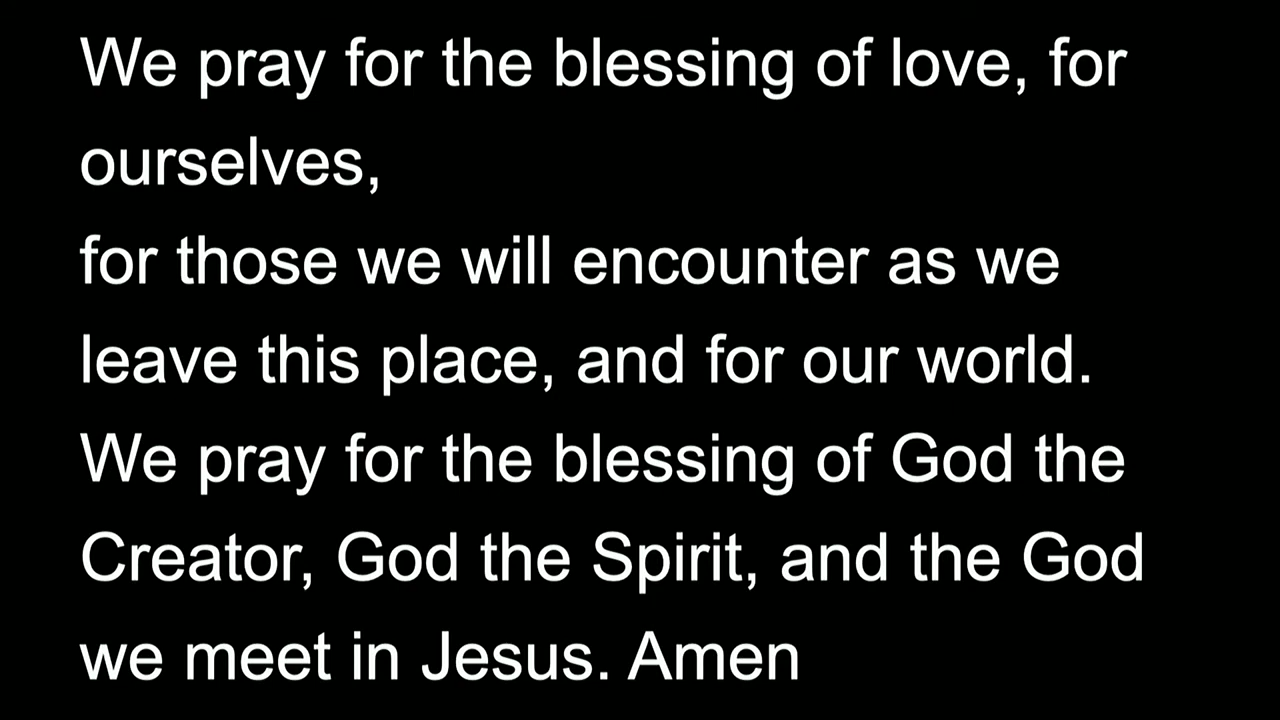 We pray for the blessing of love, for
ourselves,
for those we will encounter as we
leave this place, and for our world.
We pray for the blessing of God the
Creator, God the Spirit, and the God
we meet in Jesus. Amen